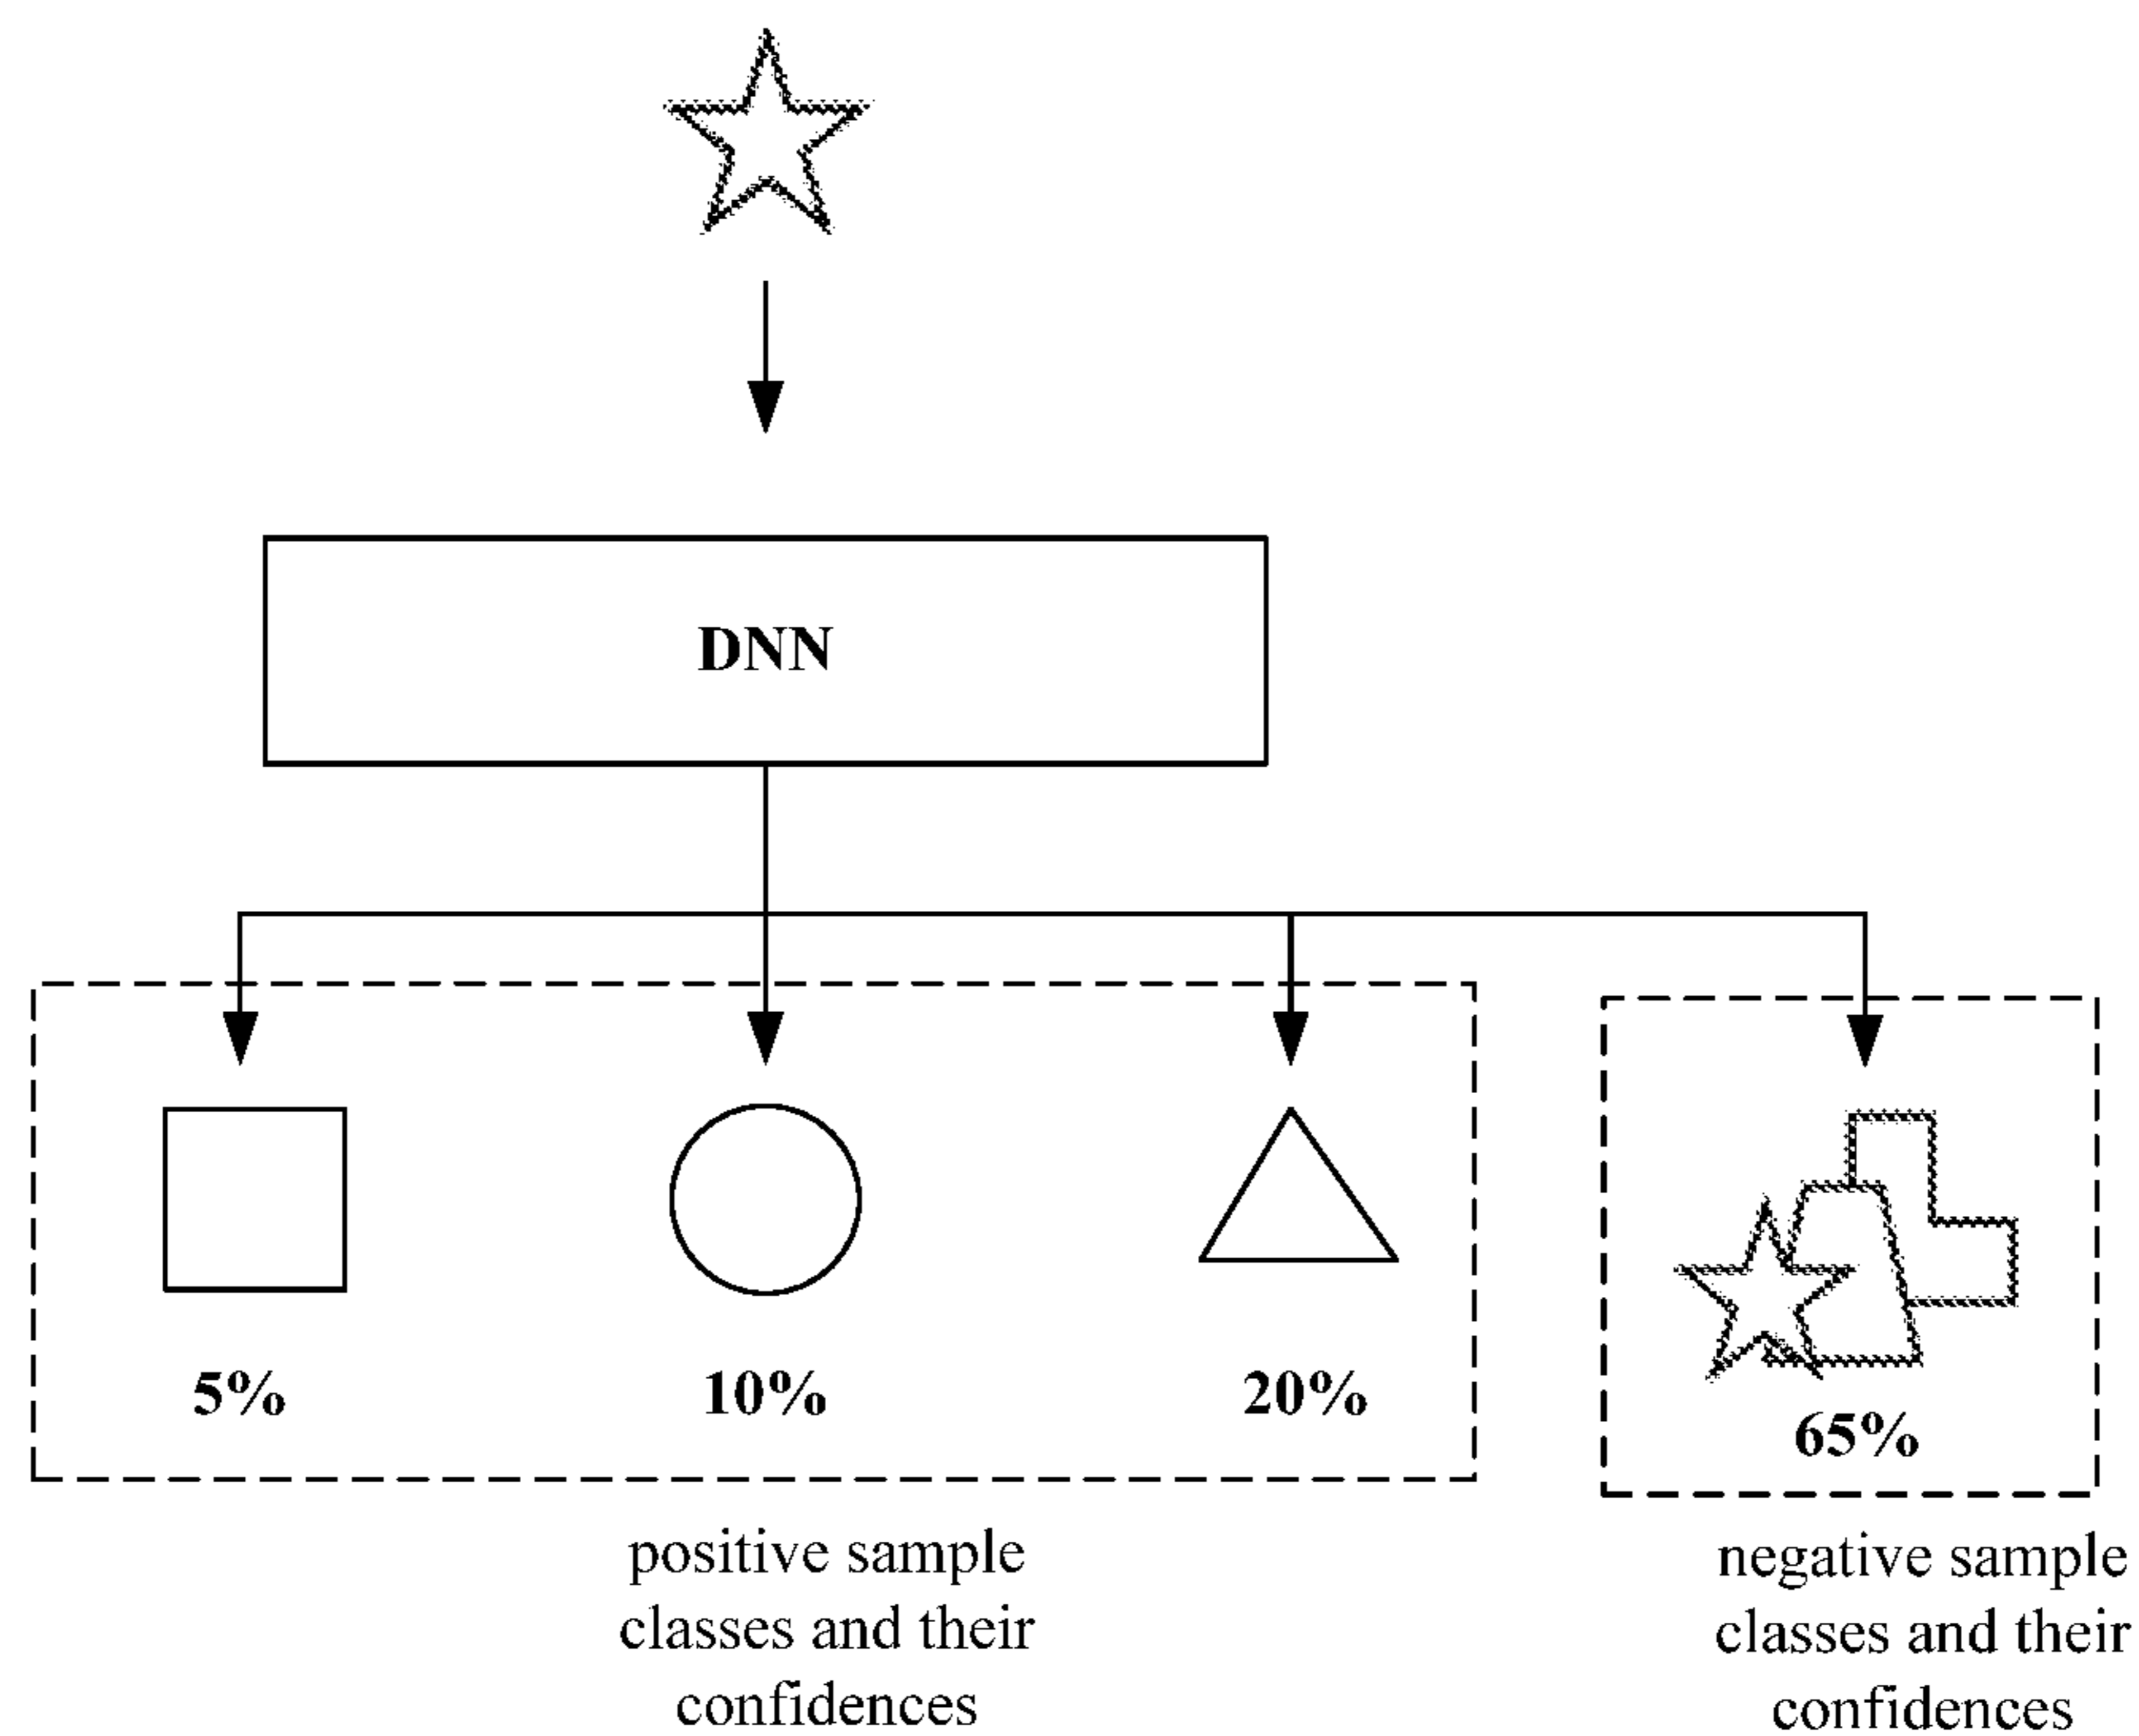 DNN
5%
10%
20%
65%
positive sample
classes and their
confidences
negative sample
classes and their
confidences